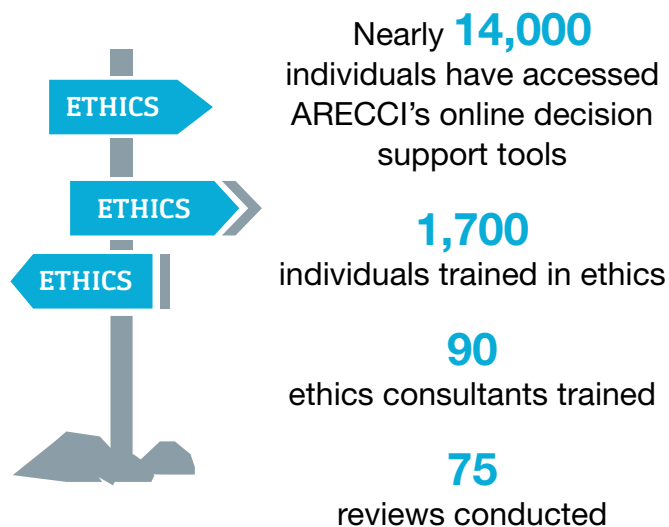 ETHICS
ETHICS
ETHICS
Nearly 14,000
individuals have accessed
ARECCI’s online decision
support tools
1,700
individuals trained in ethics
90
ethics consultants trained
75
reviews conducted